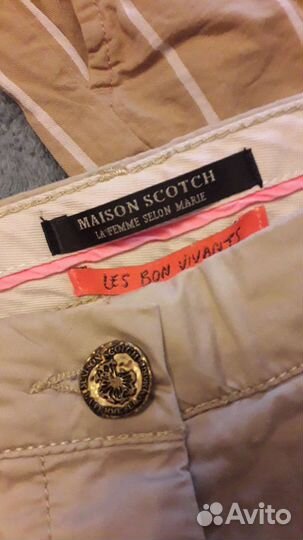 MAISON SCOTCH
LA FEMME SELON MARIE
LES BON VIVANTS
Avito